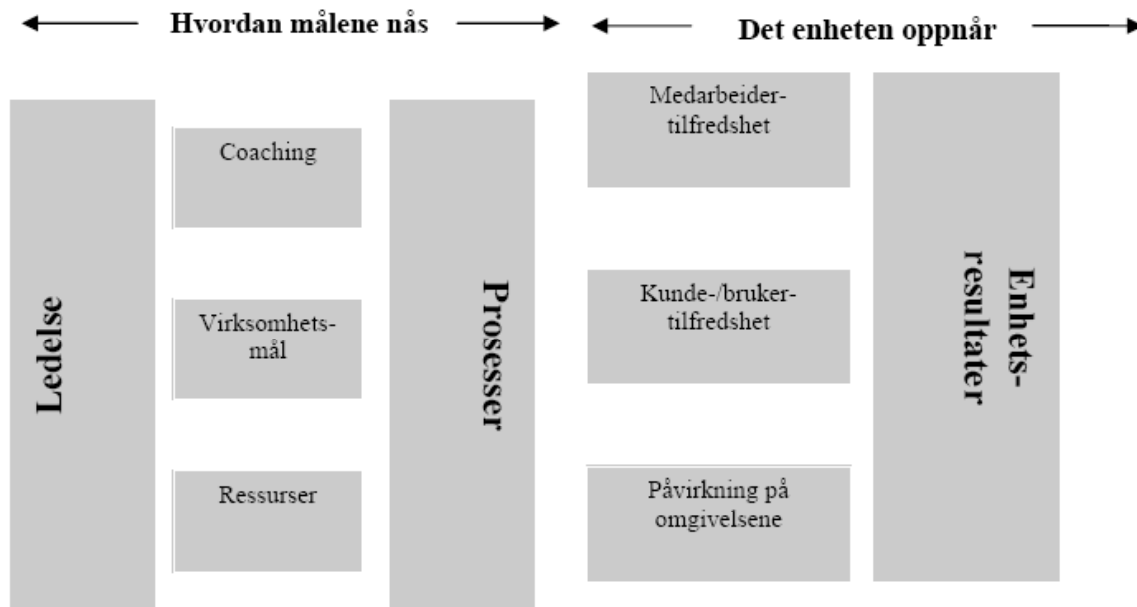 Hvordan målene nås
Det enheten oppnår
Ledelse
Coaching
Virksomhets-
mål
Ressurser
Prosesser
Medarbeider-
tilfredshet
Kunde-/bruker-
tilfredshet
Påvirkning på
omgivelsene
Enhets-
resultater